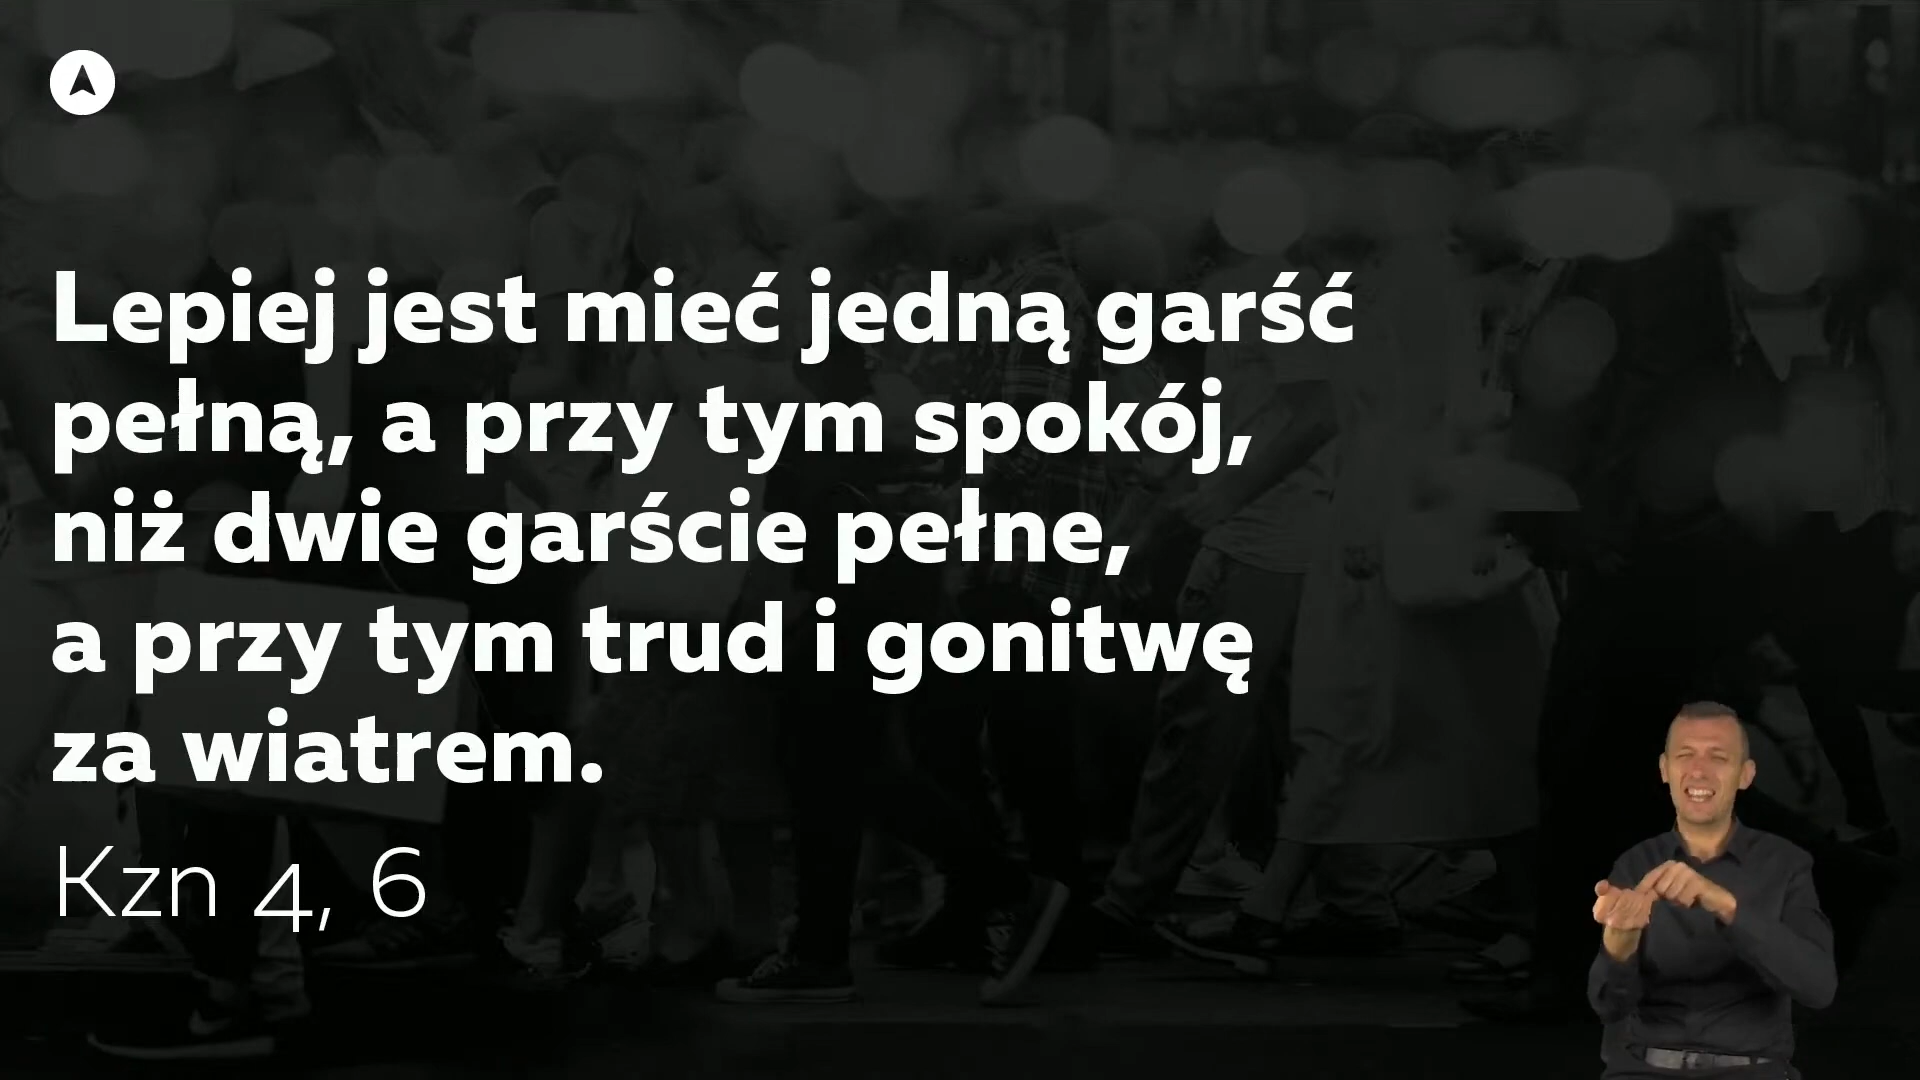 Lepiej jest mieć jedną garść
pełną, a przy tym spokój,
niż dwie garście pełne,
a przy tym trud i gonitwę
za wiatrem.
Kzn 4, 6